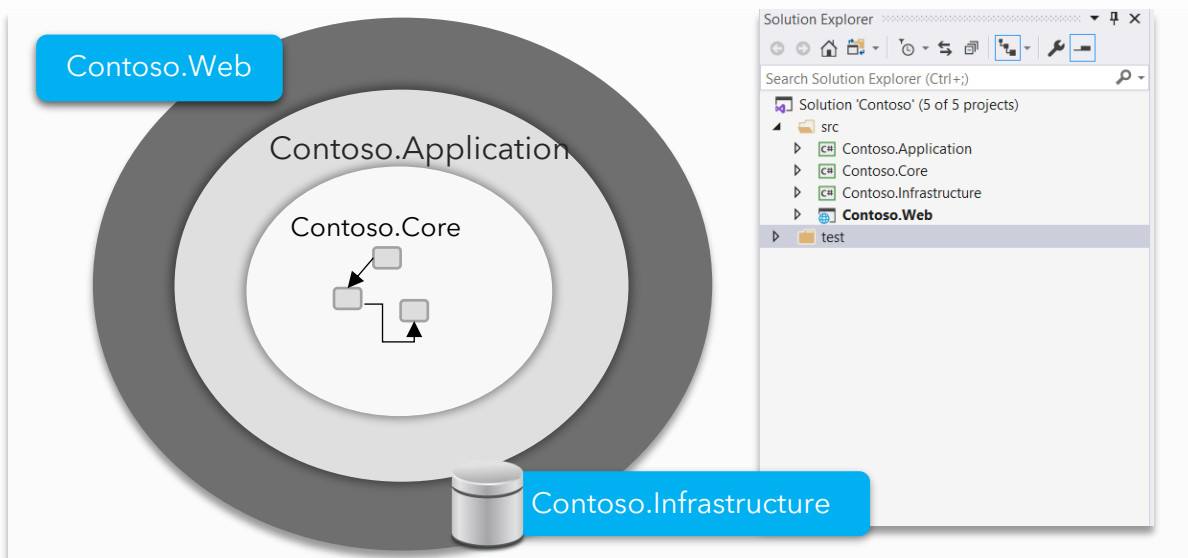 Contoso.Web
Contoso.Application
Contoso.Core
Contoso.Infrastructure
Solution Explorer
Search Solution Explorer (Ctrl+;)
Solution 'Contoso' (5 of 5 projects)
src
C# Contoso.Application
C# Contoso.Core
C# Contoso.Infrastructure
Contoso.Web
test